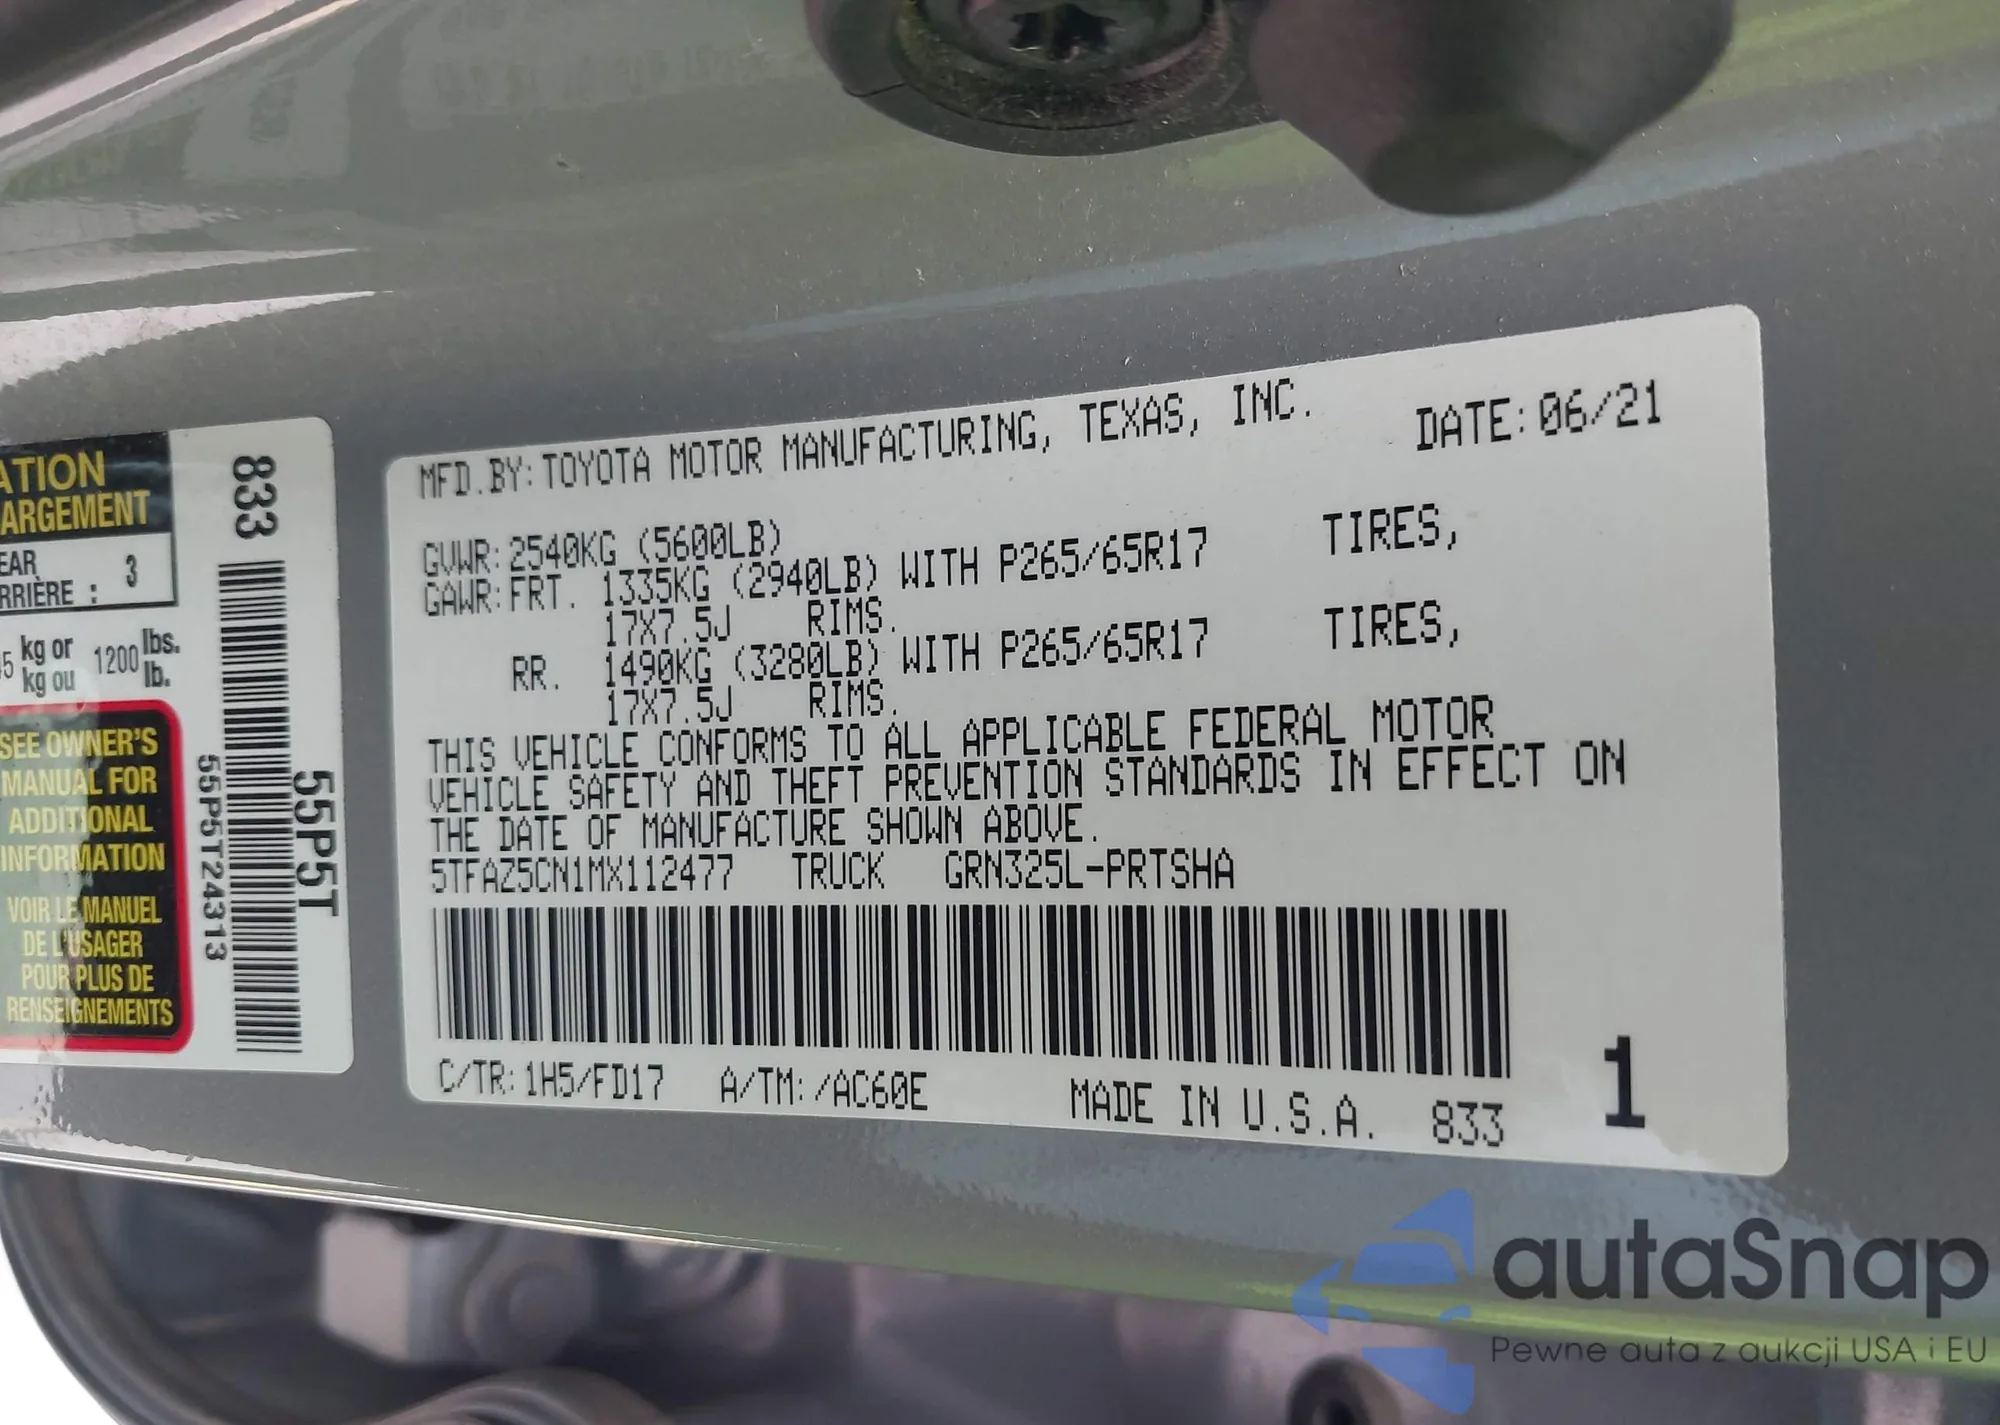 ATION
ARGEMENT
EAR
RRIÈRE : 3
kg or 1200 lbs.
kg ou lb.
SEE OWNER'S
MANUAL FOR
ADDITIONAL
INFORMATION
VOIR LE MANUEL
DE L'USAGER
POUR PLUS DE
RENSEIGNEMENTS
833
55P5T24313
55P5T
MFD.BY:TOYOTA MOTOR MANUFACTURING, TEXAS, INC. DATE:06/21
GVWR:2540KG (5600LB)
GAWR:FRT. 1335KG (2940LB) WITH P265/65R17 TIRES,
17X7.5J RIMS.
RR. 1490KG (3280LB) WITH P265/65R17 TIRES,
17X7.5J RIMS.
THIS VEHICLE CONFORMS TO ALL APPLICABLE FEDERAL MOTOR
VEHICLE SAFETY AND THEFT PREVENTION STANDARDS IN EFFECT ON
THE DATE OF MANUFACTURE SHOWN ABOVE.
5TFAZ5CN1MX112477 TRUCK GRN325L-PRTSHA
C/TR:1H5/FD17 A/TM:/AC60E MADE IN U.S.A. 833
1
autaSnap
Pewne auta z aukcji USA i EU